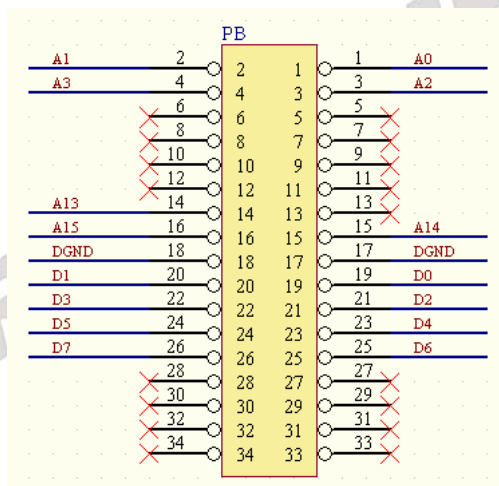 PB
A1 2 2 1 1 A0
A3 4 4 3 3 A2
6 6 5 5
8 8 7 7
10 10 9 9
12 12 11 11
A13 14 14 13 13
A15 16 16 15 15 A14
DGND 18 18 17 17 DGND
D1 20 20 19 19 D0
D3 22 22 21 21 D2
D5 24 24 23 23 D4
D7 26 26 25 25 D6
28 28 27 27
30 30 29 29
32 32 31 31
34 34 33 33